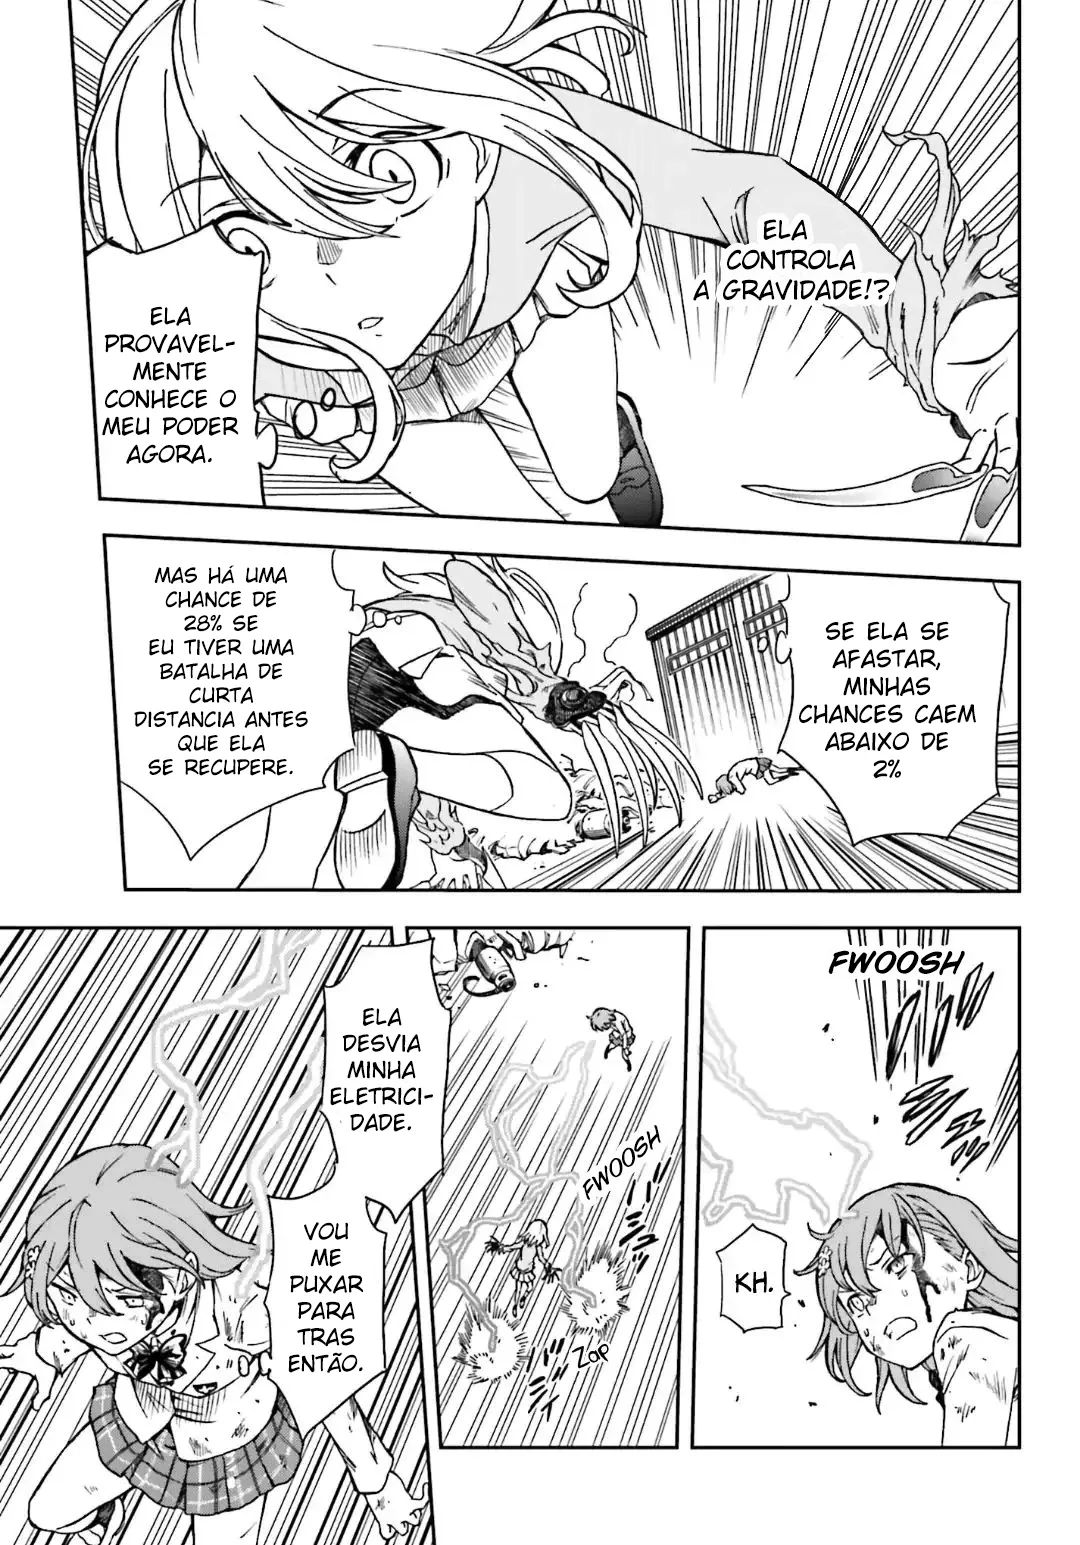 ELA
CONTROLA
A GRAVIDADE!?
ELA
PROVAVEL-
MENTE
CONHECE O
MEU PODER
AGORA.
SE ELA SE
AFASTAR,
MINHAS
CHANCES CAEM
ABAIXO DE
2%
MAS HÁ UMA
CHANCE DE
28% SE
EU TIVER UMA
BATALHA DE
CURTA
DISTANCIA ANTES
QUE ELA
SE RECUPERE.
FWOOSH
KH.
FWOOSH
Zap
ELA
DESVIA
MINHA
ELETRICI-
DADE.
VOU
ME
PUXAR
PARA
TRAS
ENTÃO.